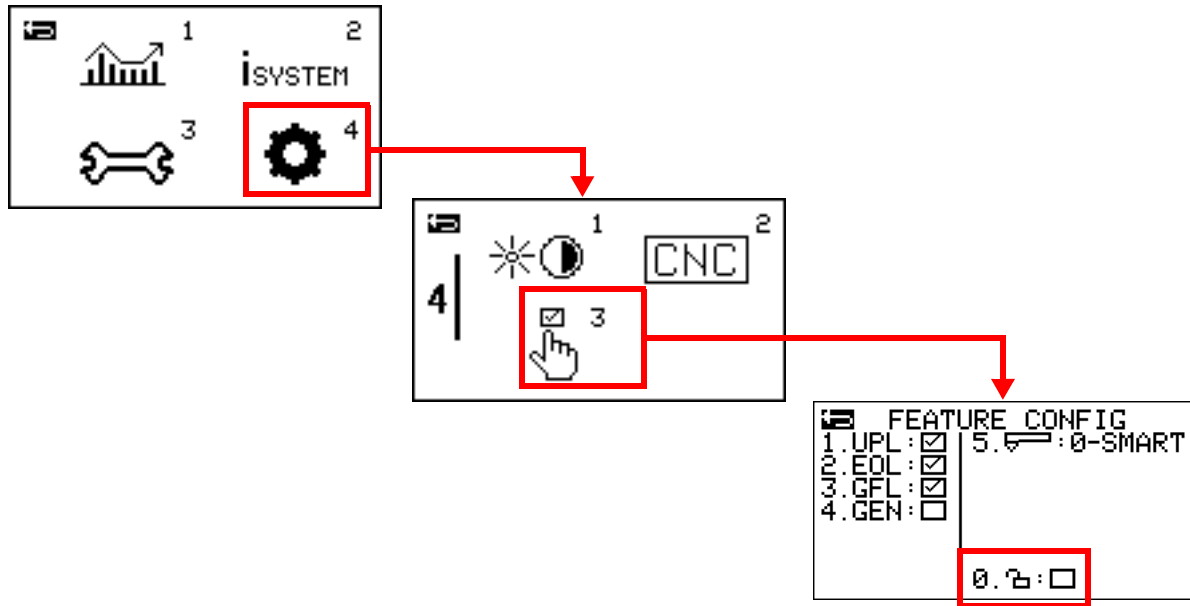 1
2
iSYSTEM
3
4
4
1
2
CNC
3
FEATURE CONFIG
1.UPL:☑
5. :0-SMART
2.EOL:☑
3.GFL:☑
4.GEN:☐
0. :☐